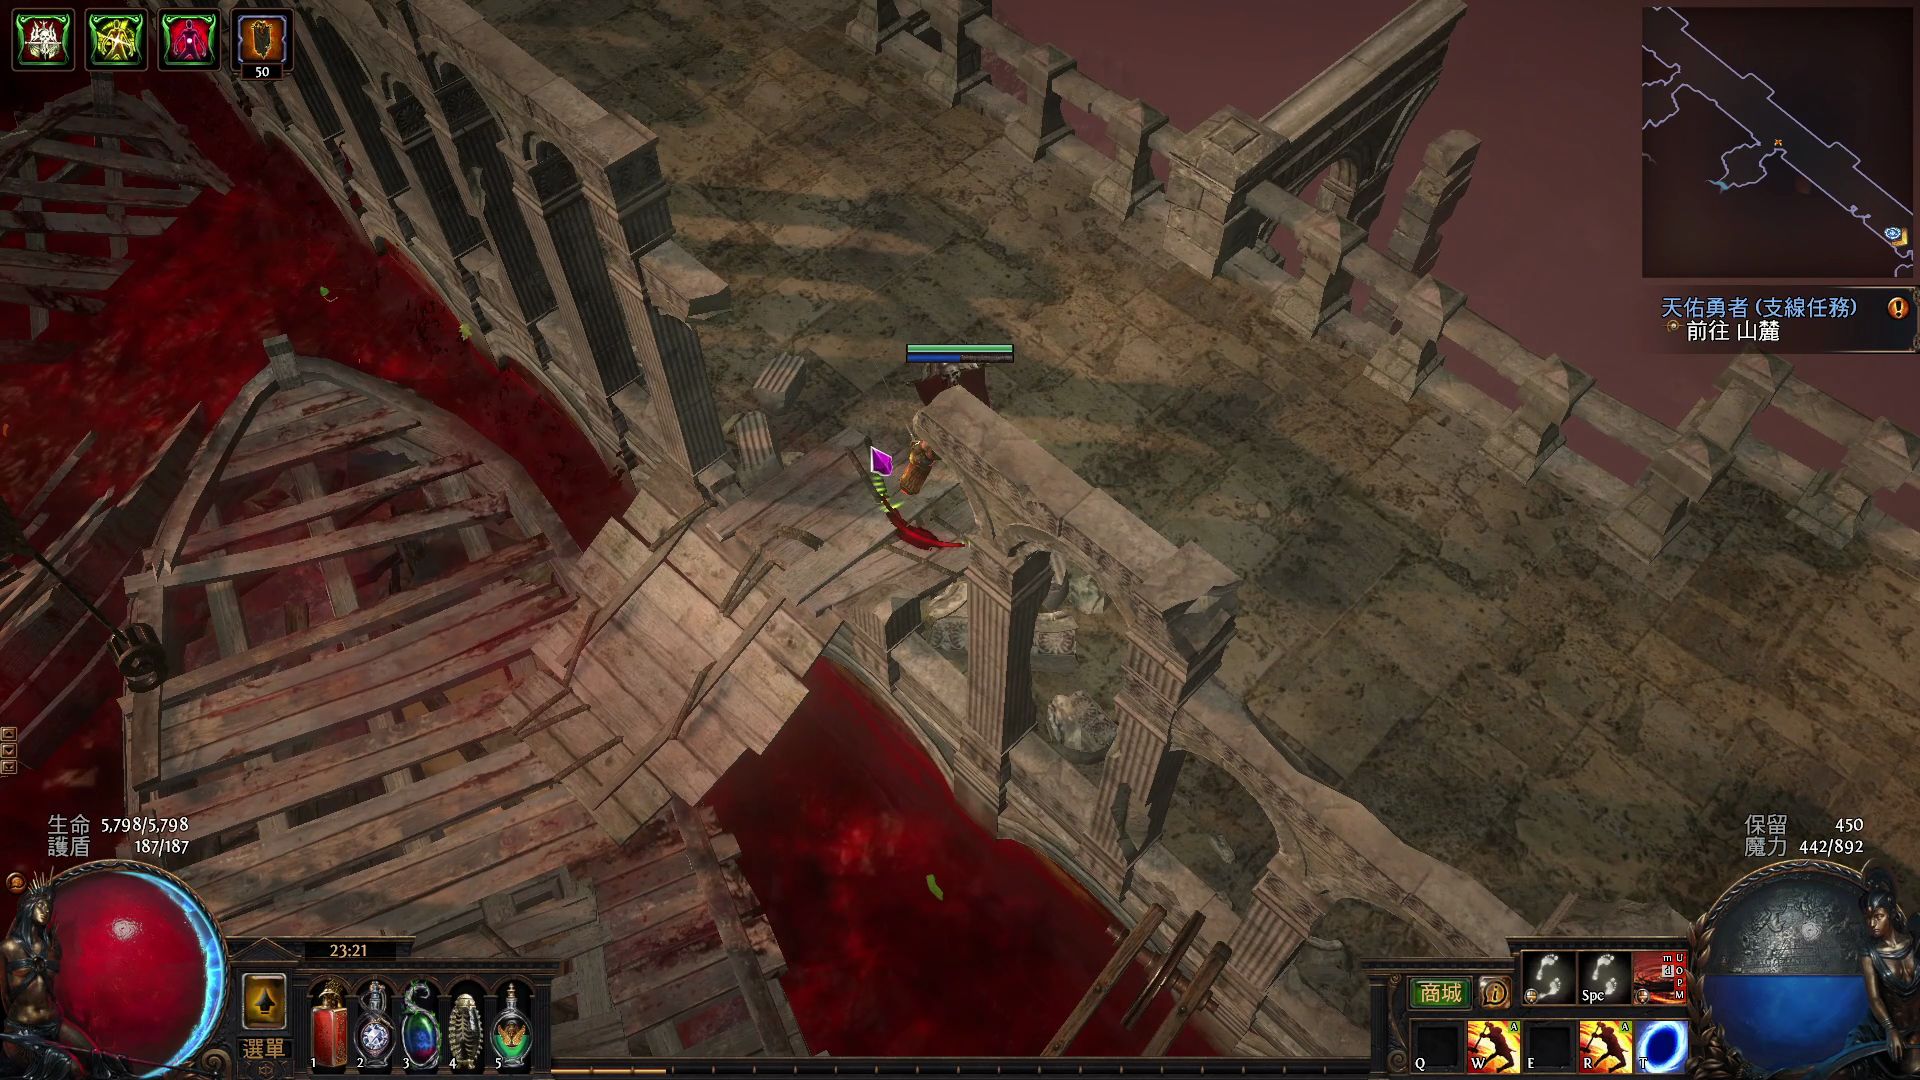 50
天佑勇者 (支線任務)
前往 山麓
生命 5,798/5,798
護盾 187/187
保留 450
魔力 442/892
23:21
選單
1 2 3 4 5
商城
Spc
m U
d O
P
M
Q W A E R A T